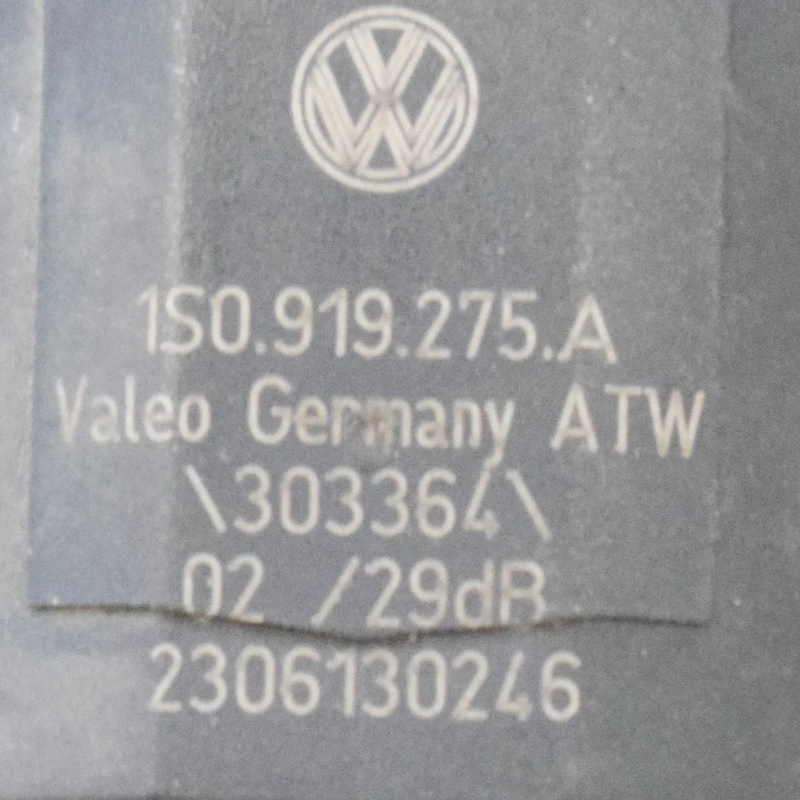 1S0.919.275.A
Valeo Germany ATW
\303364\
02 /29dB
2306130246